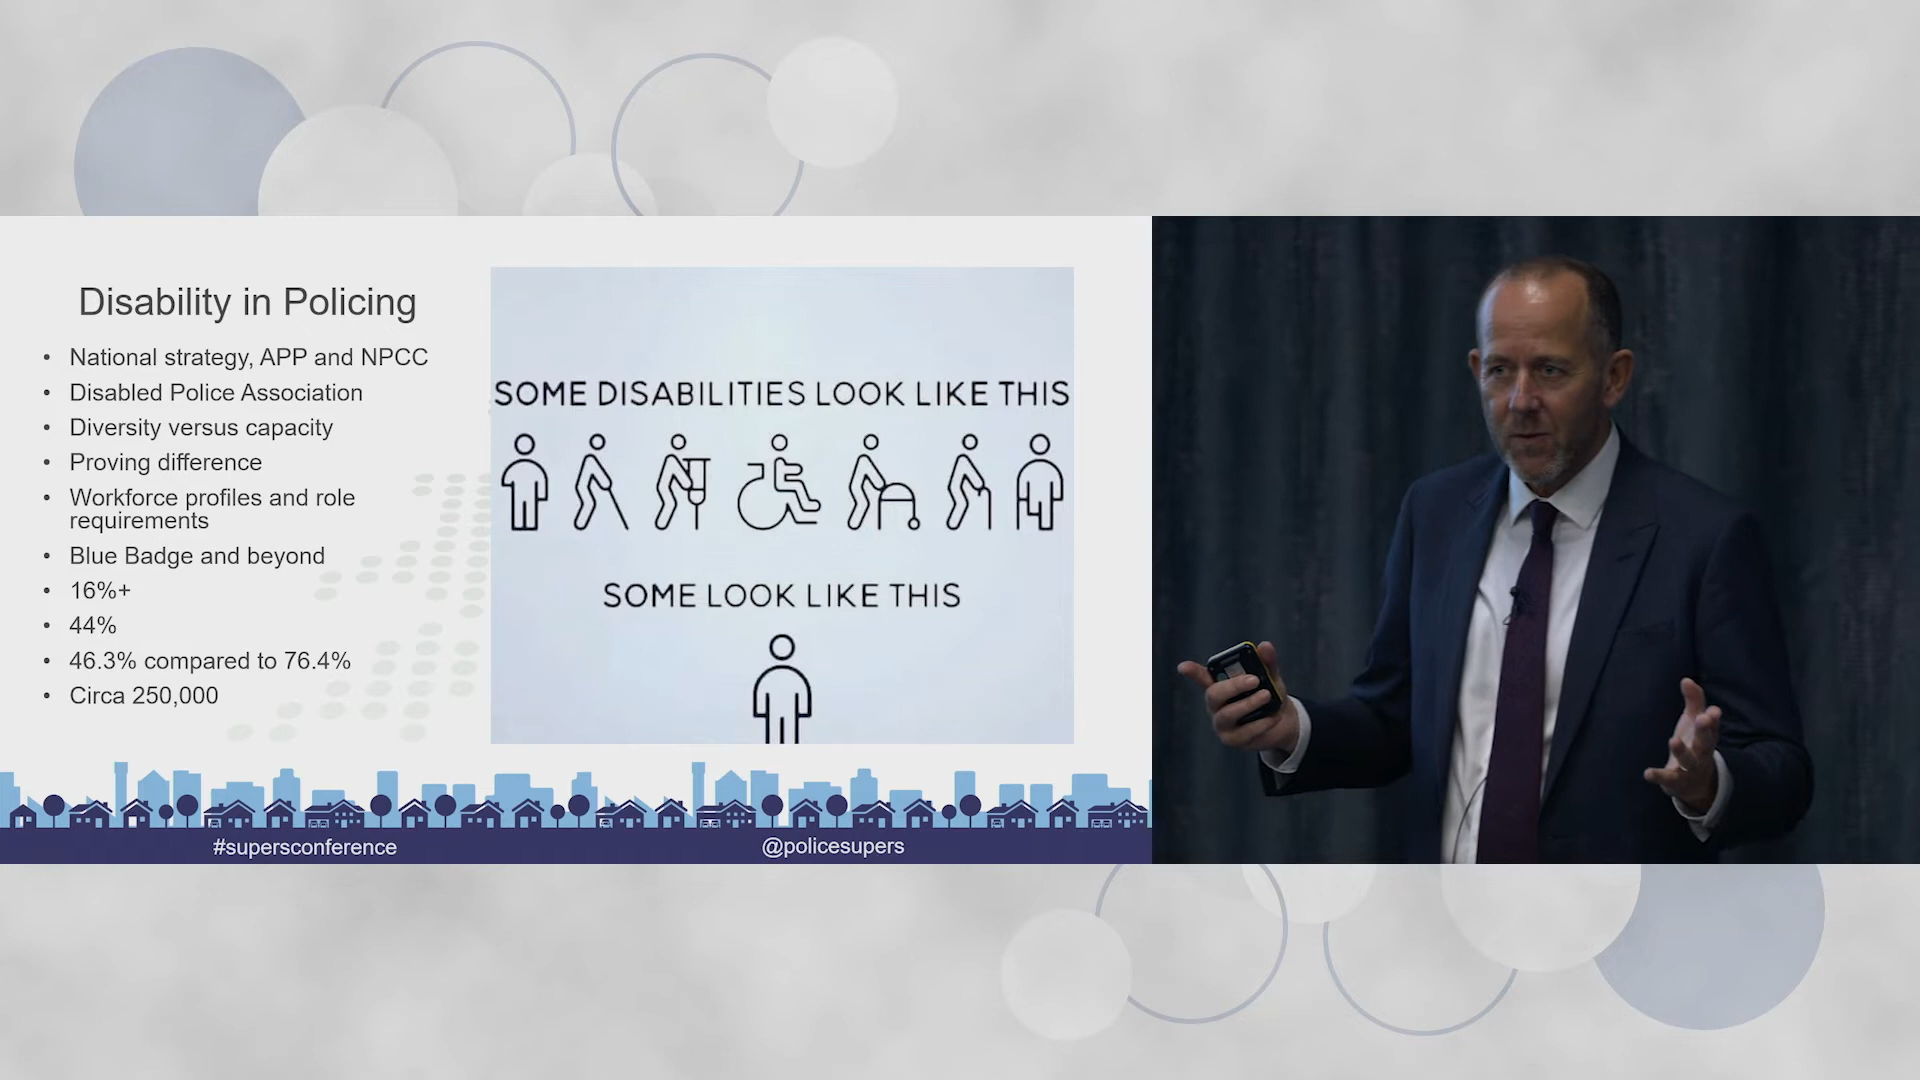 Disability in Policing
• National strategy, APP and NPCC
• Disabled Police Association
• Diversity versus capacity
• Proving difference
• Workforce profiles and role
requirements
• Blue Badge and beyond
• 16%+
• 44%
• 46.3% compared to 76.4%
• Circa 250,000
SOME DISABILITIES LOOK LIKE THIS
SOME LOOK LIKE THIS
#supersconference
@policesupers